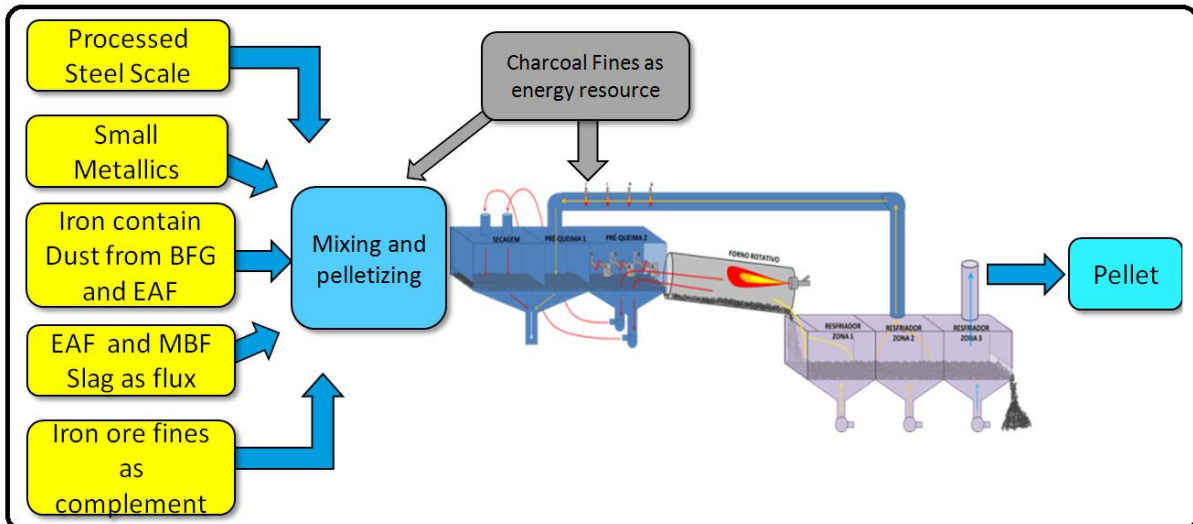 Processed
Steel Scale
Small
Metallics
Iron contain
Dust from BFG
and EAF
EAF and MBF
Slag as flux
Iron ore fines
as
complement
Charcoal Fines as
energy resource
Mixing and
pelletizing
SECAGEM
PRÉ-QUEIMA 1
PRÉ-QUEIMA 2
FORNO ROTATIVO
RESFRIADOR
ZONA 1
RESFRIADOR
ZONA 2
RESFRIADOR
ZONA 3
Pellet